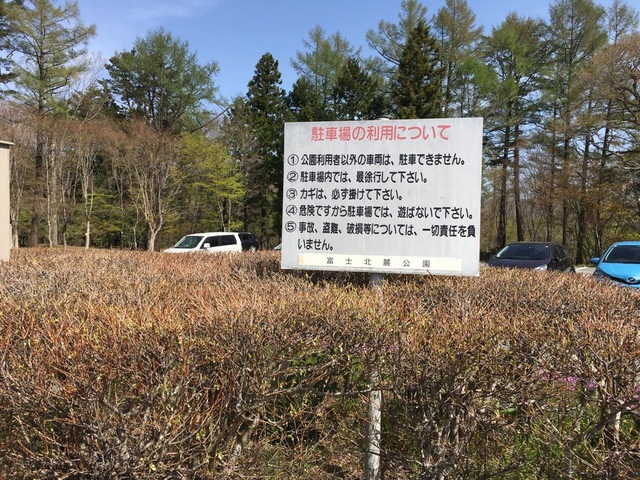 駐車場の利用について
① 公園利用者以外の車両は、駐車できません。
② 駐車場内では、最徐行して下さい。
③ カギは、必ず掛けて下さい。
④ 危険ですから駐車場では、遊ばないで下さい。
⑤ 事故、盗難、破損等については、一切責任を負
いません。
富士北麓公園